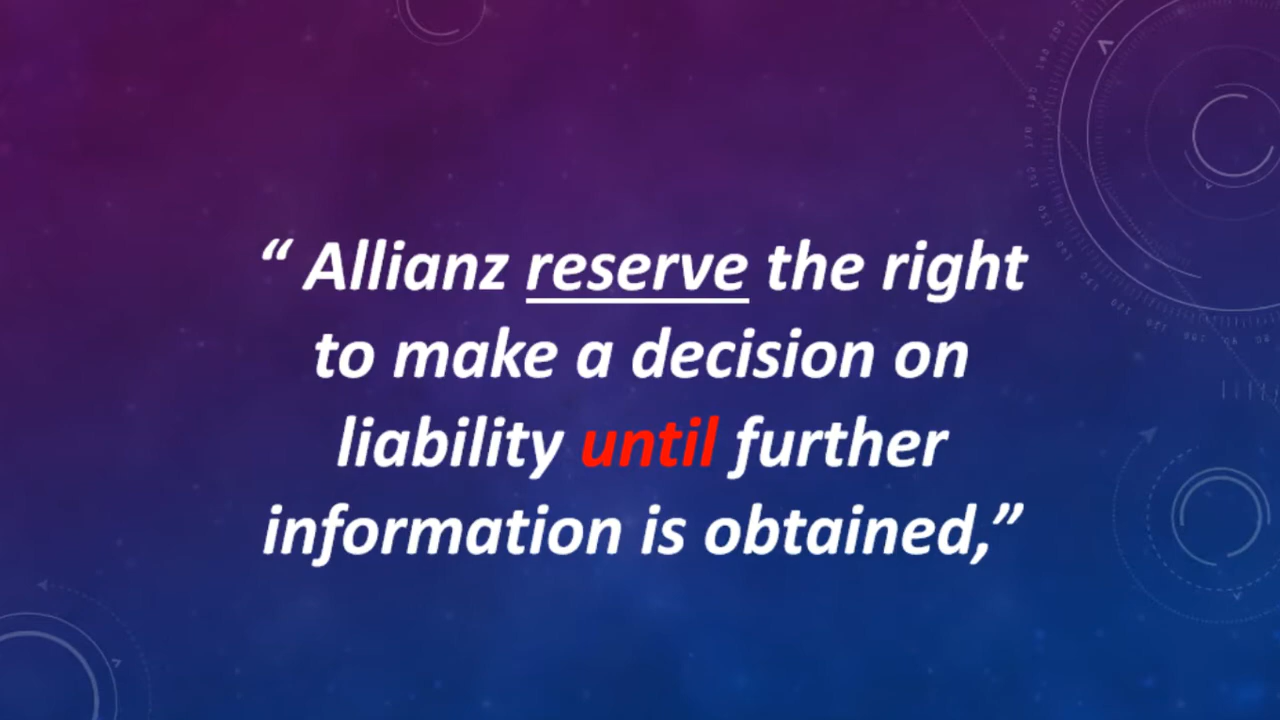 “ Allianz reserve the right
to make a decision on
liability until further
information is obtained,”